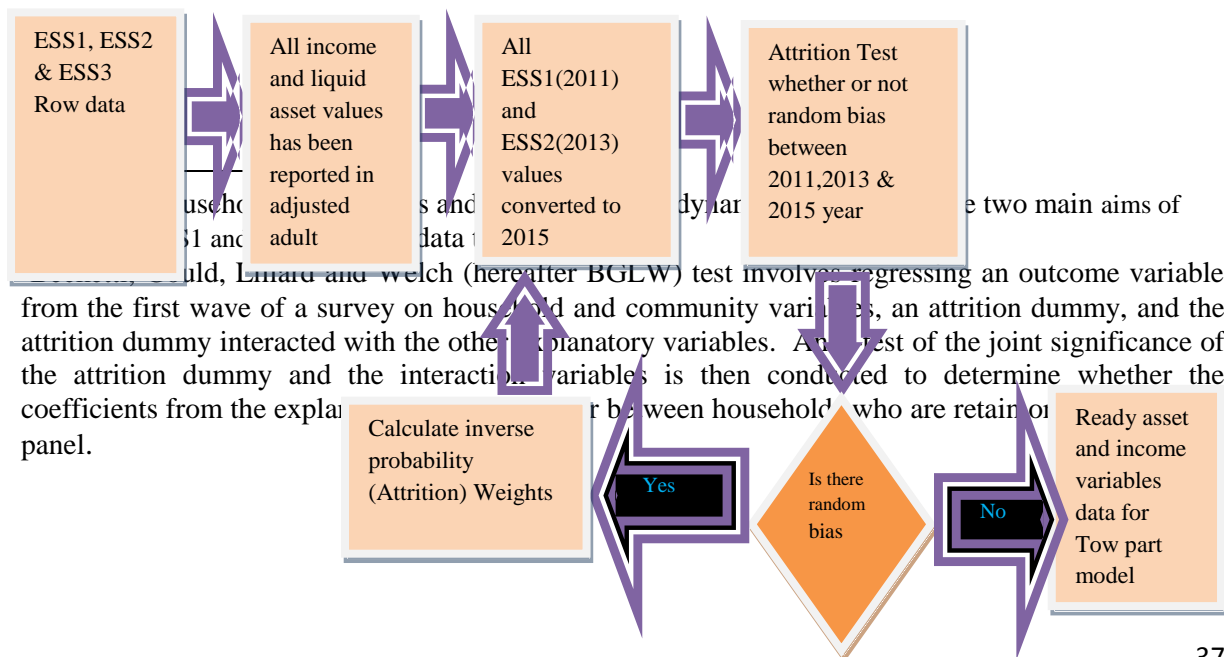 ESS1, ESS2
& ESS3
Row data
All income
and liquid
asset values
has been
reported in
adjusted
adult
All
ESS1(2011)
and
ESS2(2013)
values
converted to
2015
Attrition Test
whether or not
random bias
between
2011,2013 &
2015 year
s and two main aims of
and data
and Welch (hereafter BGLW) test involves regressing an outcome variable
from the first wave of a survey on household and community variables, an attrition dummy, and the
attrition dummy interacted with the other explanatory variables. test of the joint significance of
the attrition dummy and the interaction variables is then conducted to determine whether the
coefficients from the between households who are retain
panel.
Calculate inverse
probability
(Attrition) Weights
Yes
Is there
random
bias
No
Ready asset
and income
variables
data for
Tow part
model
37